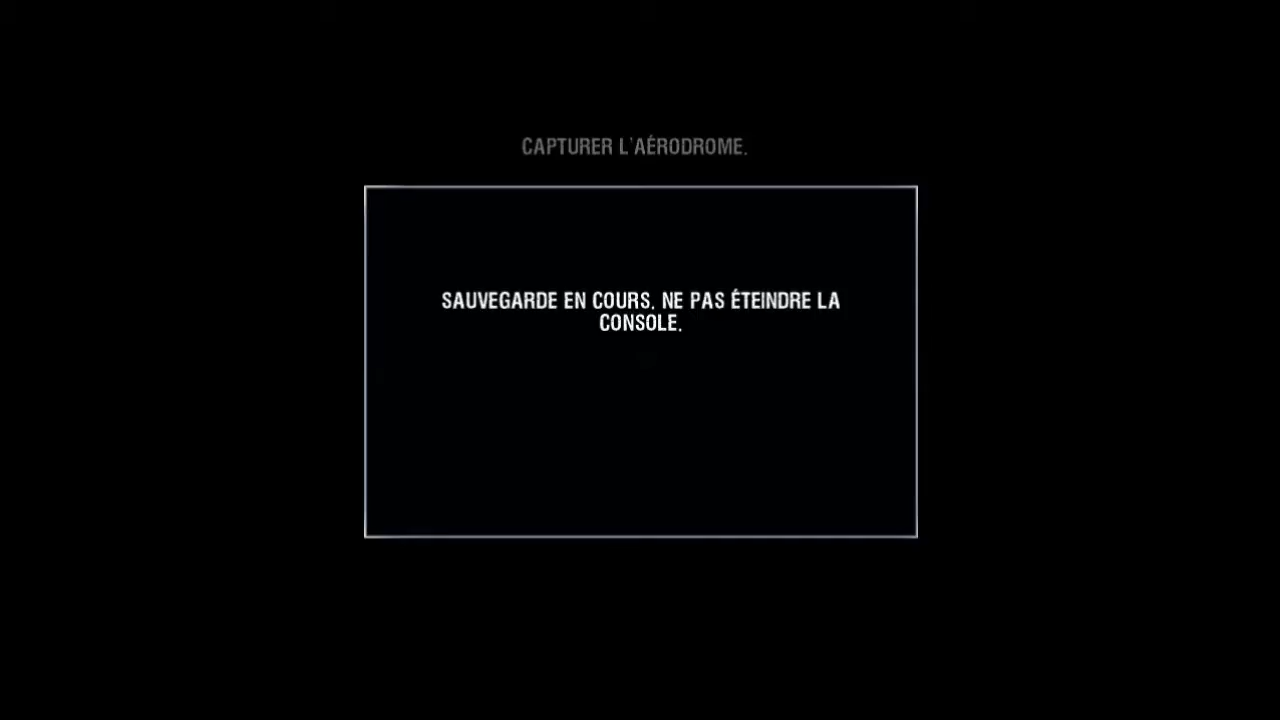 CAPTURER L'AÉRODROME.
SAUVEGARDE EN COURS. NE PAS ÉTEINDRE LA
CONSOLE.